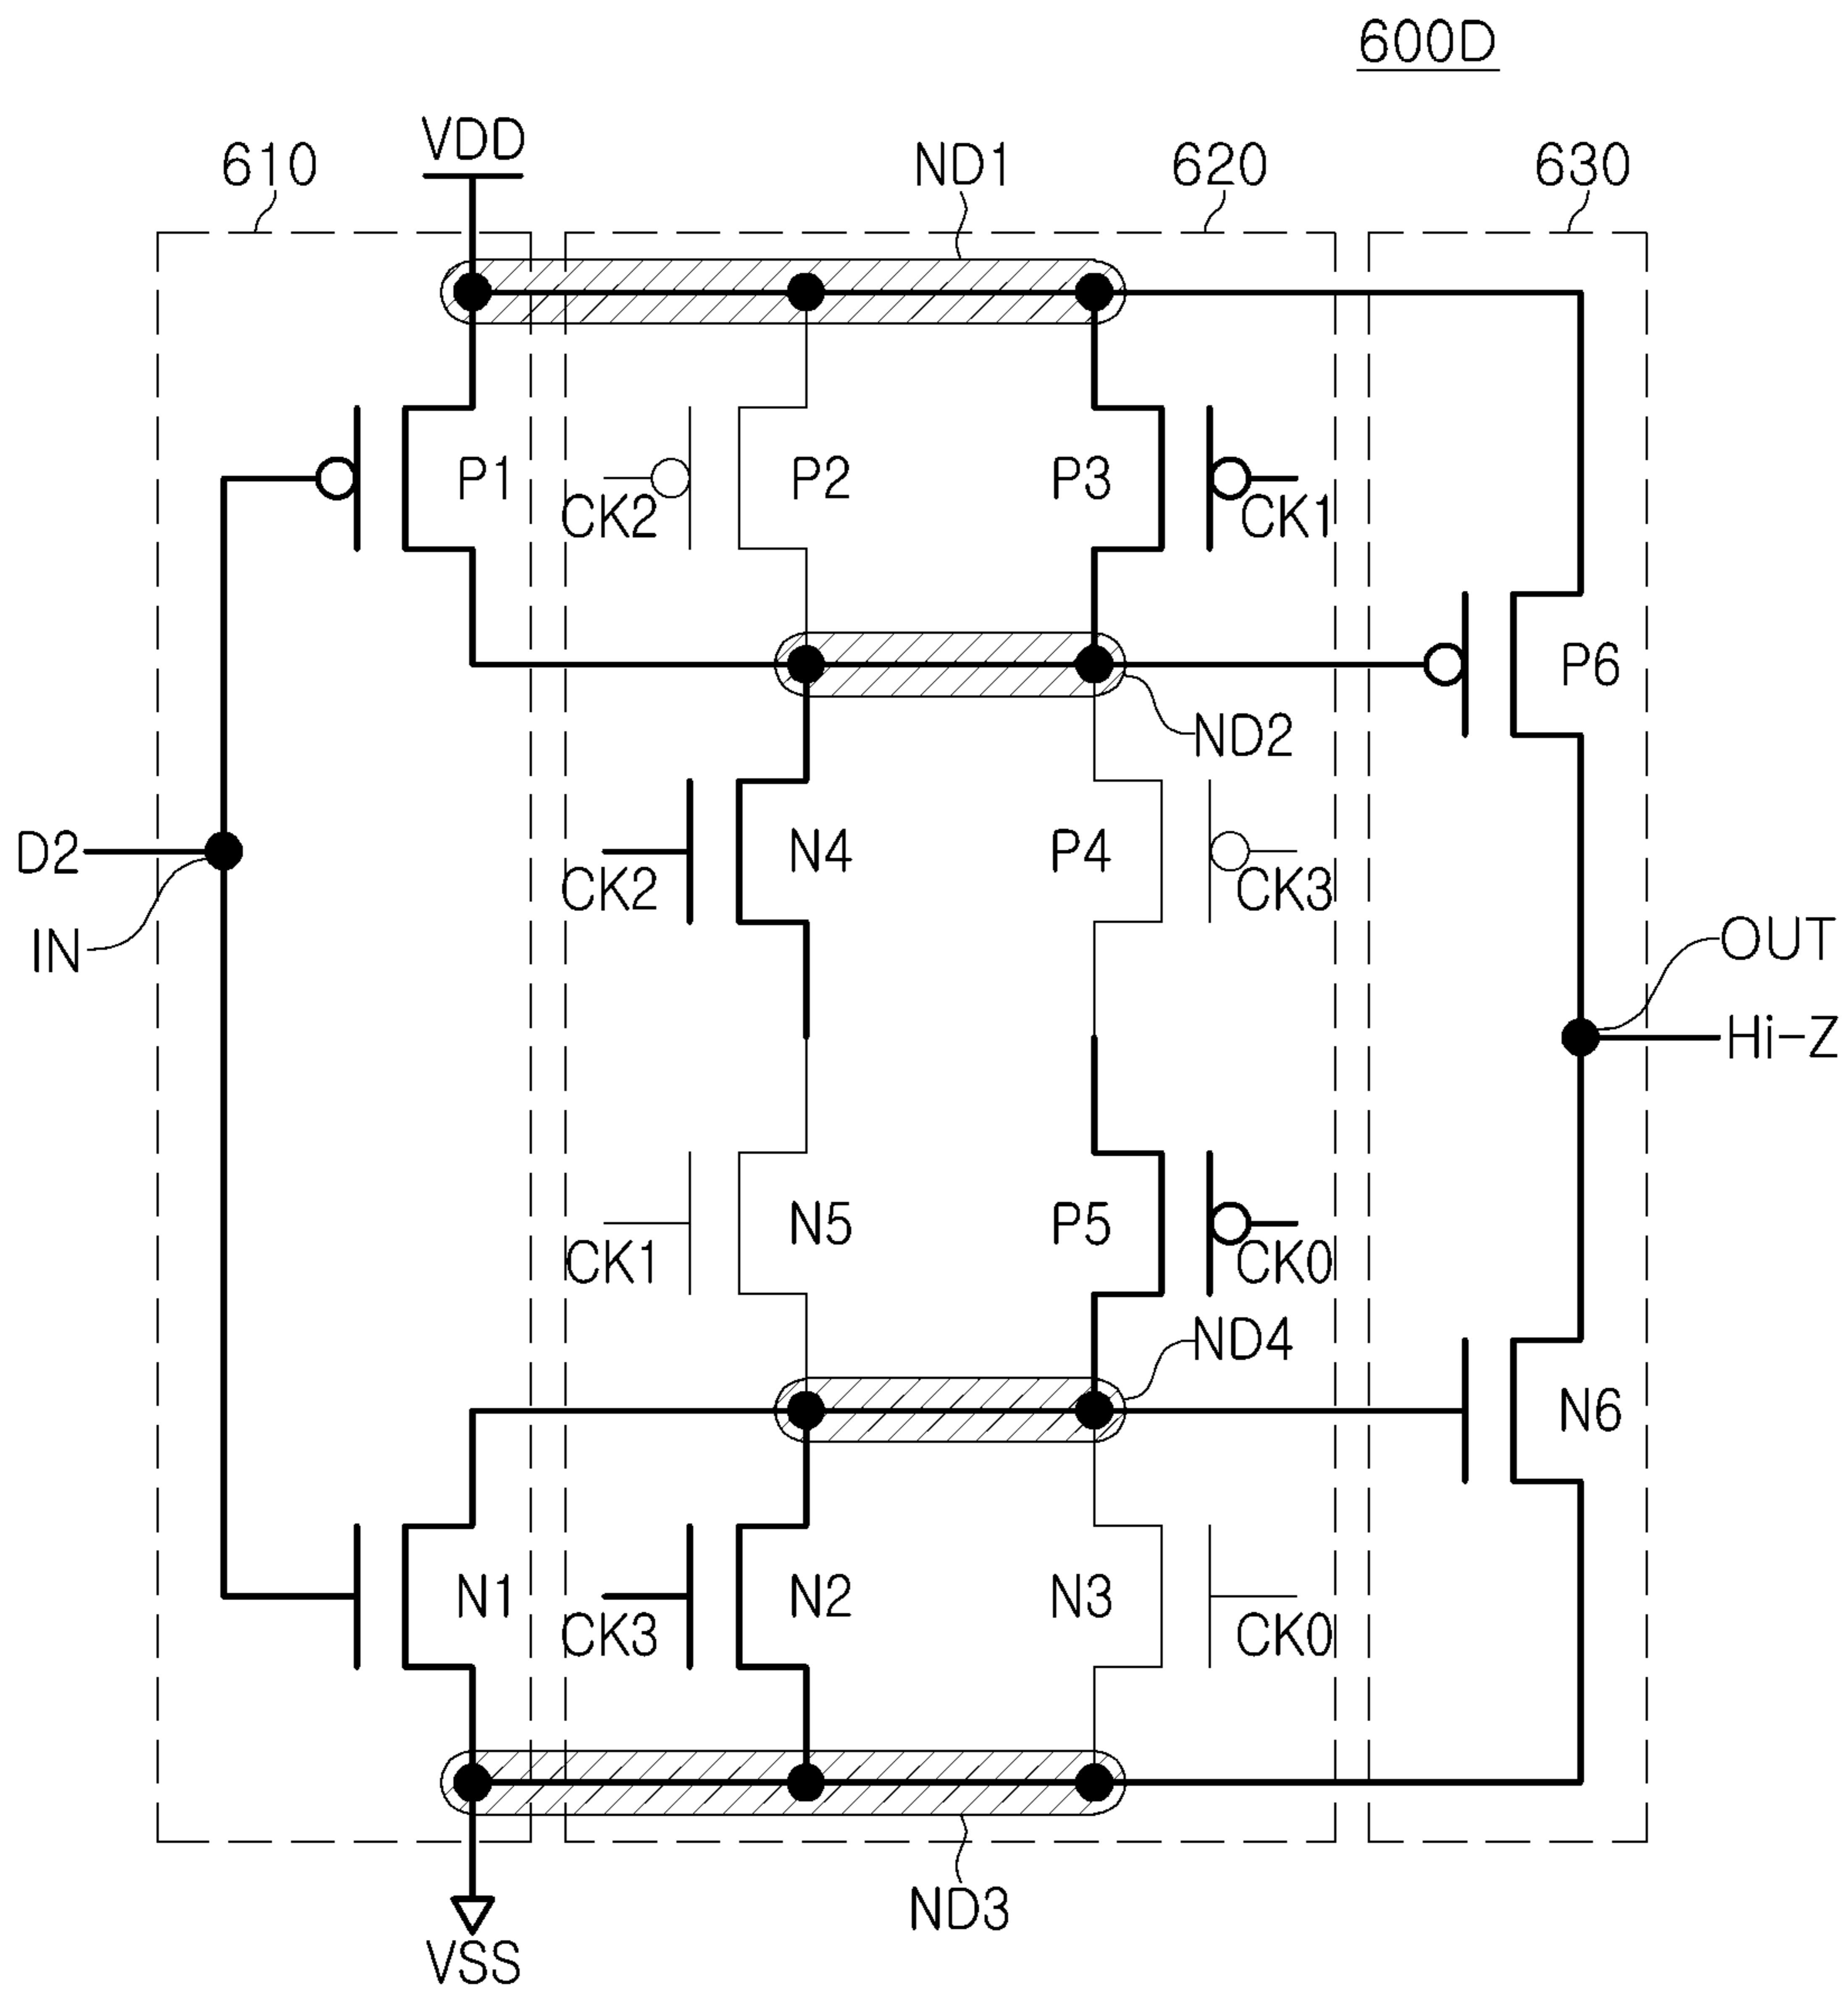 600D
VDD
610
ND1
620
630
P1
P2
P3
CK2
CK1
P6
ND2
D2
N4
P4
CK2
CK3
IN
OUT
Hi-Z
N5
P5
CK1
CK0
ND4
N6
N1
N2
N3
CK3
CK0
ND3
VSS